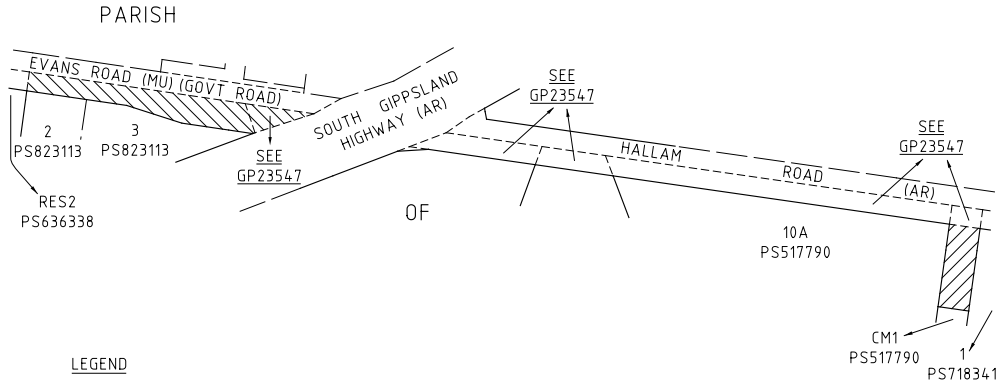 PARISH
EVANS ROAD (MU) (GOVT ROAD)
2
PS823113
3
PS823113
SEE
GP23547
RES2
PS636338
SOUTH GIPPSLAND
HIGHWAY (AR)
OF
SEE
GP23547
HALLAM ROAD (AR)
SEE
GP23547
10A
PS517790
CM1
PS517790
1
PS718341
LEGEND